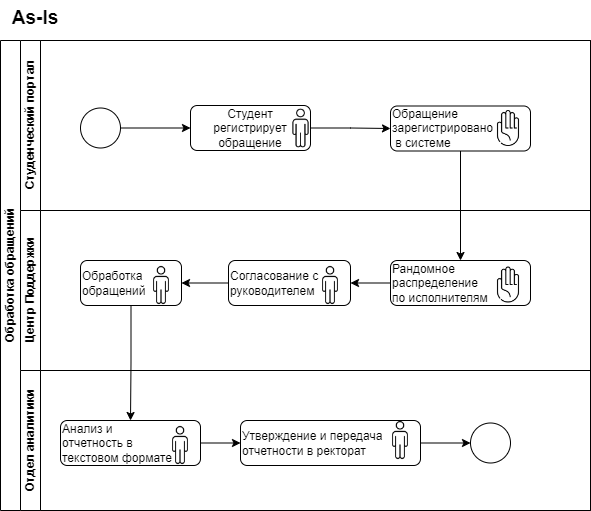 As-Is
Обработка обращений
Студенческий портал
Студент
регистрирует
обращение
Обращение
зарегистрировано
в системе
Центр Поддержки
Обработка
обращений
Согласование с
руководителем
Рандомное
распределение
по исполнителям
Отдел аналитики
Анализ и
отчетность в
текстовом формате
Утверждение и передача
отчетности в ректорат